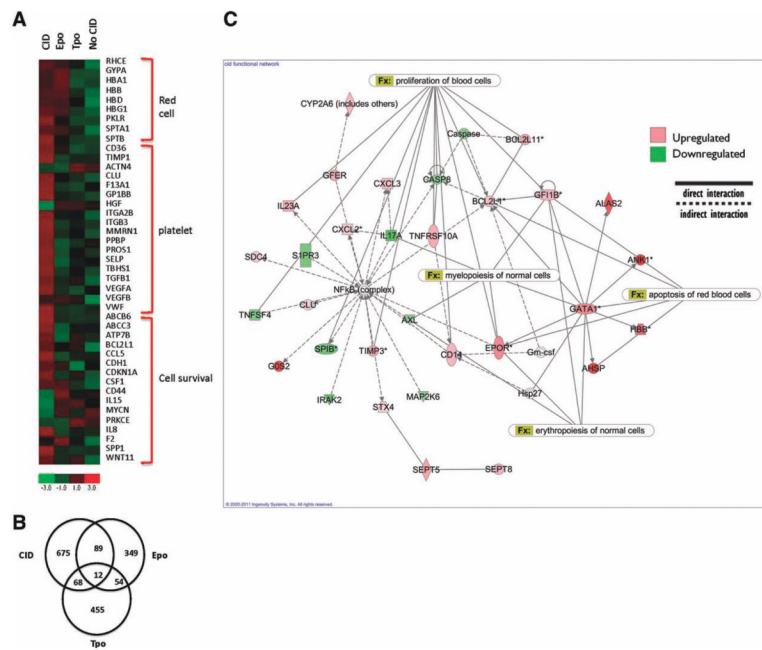 A
CID
Epo
Tpo
No CID
RHCE
GYPA
HBA1
HBB
HBD
HBG1
PKLR
SPTA1
SPTB
CD36
TIMP1
ACTN4
CLU
F13A1
GP1BB
HGF
ITGA2B
ITGB3
MMRN1
PPBP
PROS1
SELP
TBHS1
TGFB1
VEGFA
VEGFB
VWF
ABCB6
ABCC3
ATP7B
BCL2L1
CCL5
CDH1
CDKN1A
CSF1
CD44
IL15
MYCN
PRKCE
IL8
F2
SPP1
WNT11
Red
cell
platelet
Cell survival
-3.0 -1.0 1.0 3.0
B
CID
Epo
Tpo
675
89
349
12
68
54
455
C
cid functional network
Fx: proliferation of blood cells
CYP2A6 (includes others)
Caspase
BCL2L11*
Upregulated
Downregulated
direct interaction
indirect interaction
GFER
CXCL3
CASP8
IL23A
BCL2L1*
GFI1B*
ALAS2
CXCL2*
IL17A
TNFRSF10A
SDC4
S1PR3
ANK1*
Fx: myelopoiesis of normal cells
NFkB (complex)
Fx: apoptosis of red blood cells
CLU*
GATA1*
TNFSF4
AXL
HBB*
SPIB*
TIMP3*
CD14
EPOR*
Gm-csf
G0S2
AHSP
IRAK2
STX4
MAP2K6
Hsp27
Fx: erythropoiesis of normal cells
SEPT5
SEPT8
© 2000-2011 Ingenuity Systems, Inc. All rights reserved.